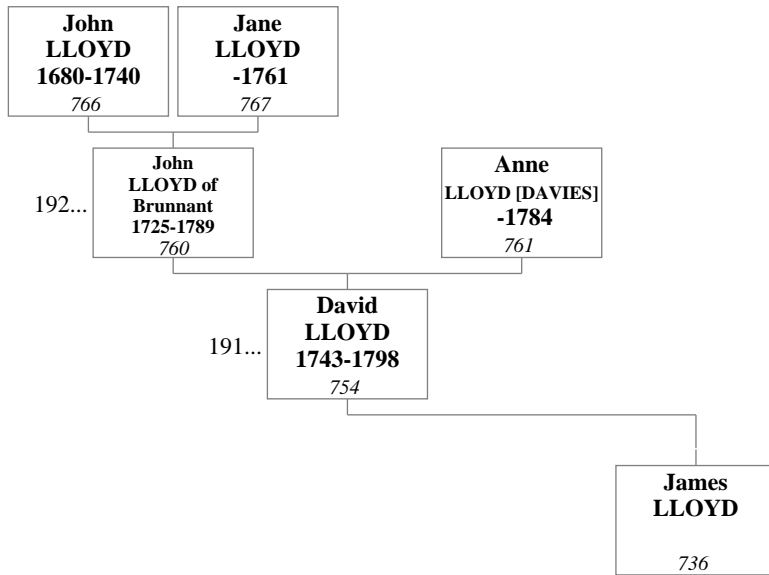 John
LLOYD
1680-1740
766
Jane
LLOYD
-1761
767
192...
John
LLOYD of
Brunnant
1725-1789
760
Anne
LLOYD [DAVIES]
-1784
761
191...
David
LLOYD
1743-1798
754
James
LLOYD
736